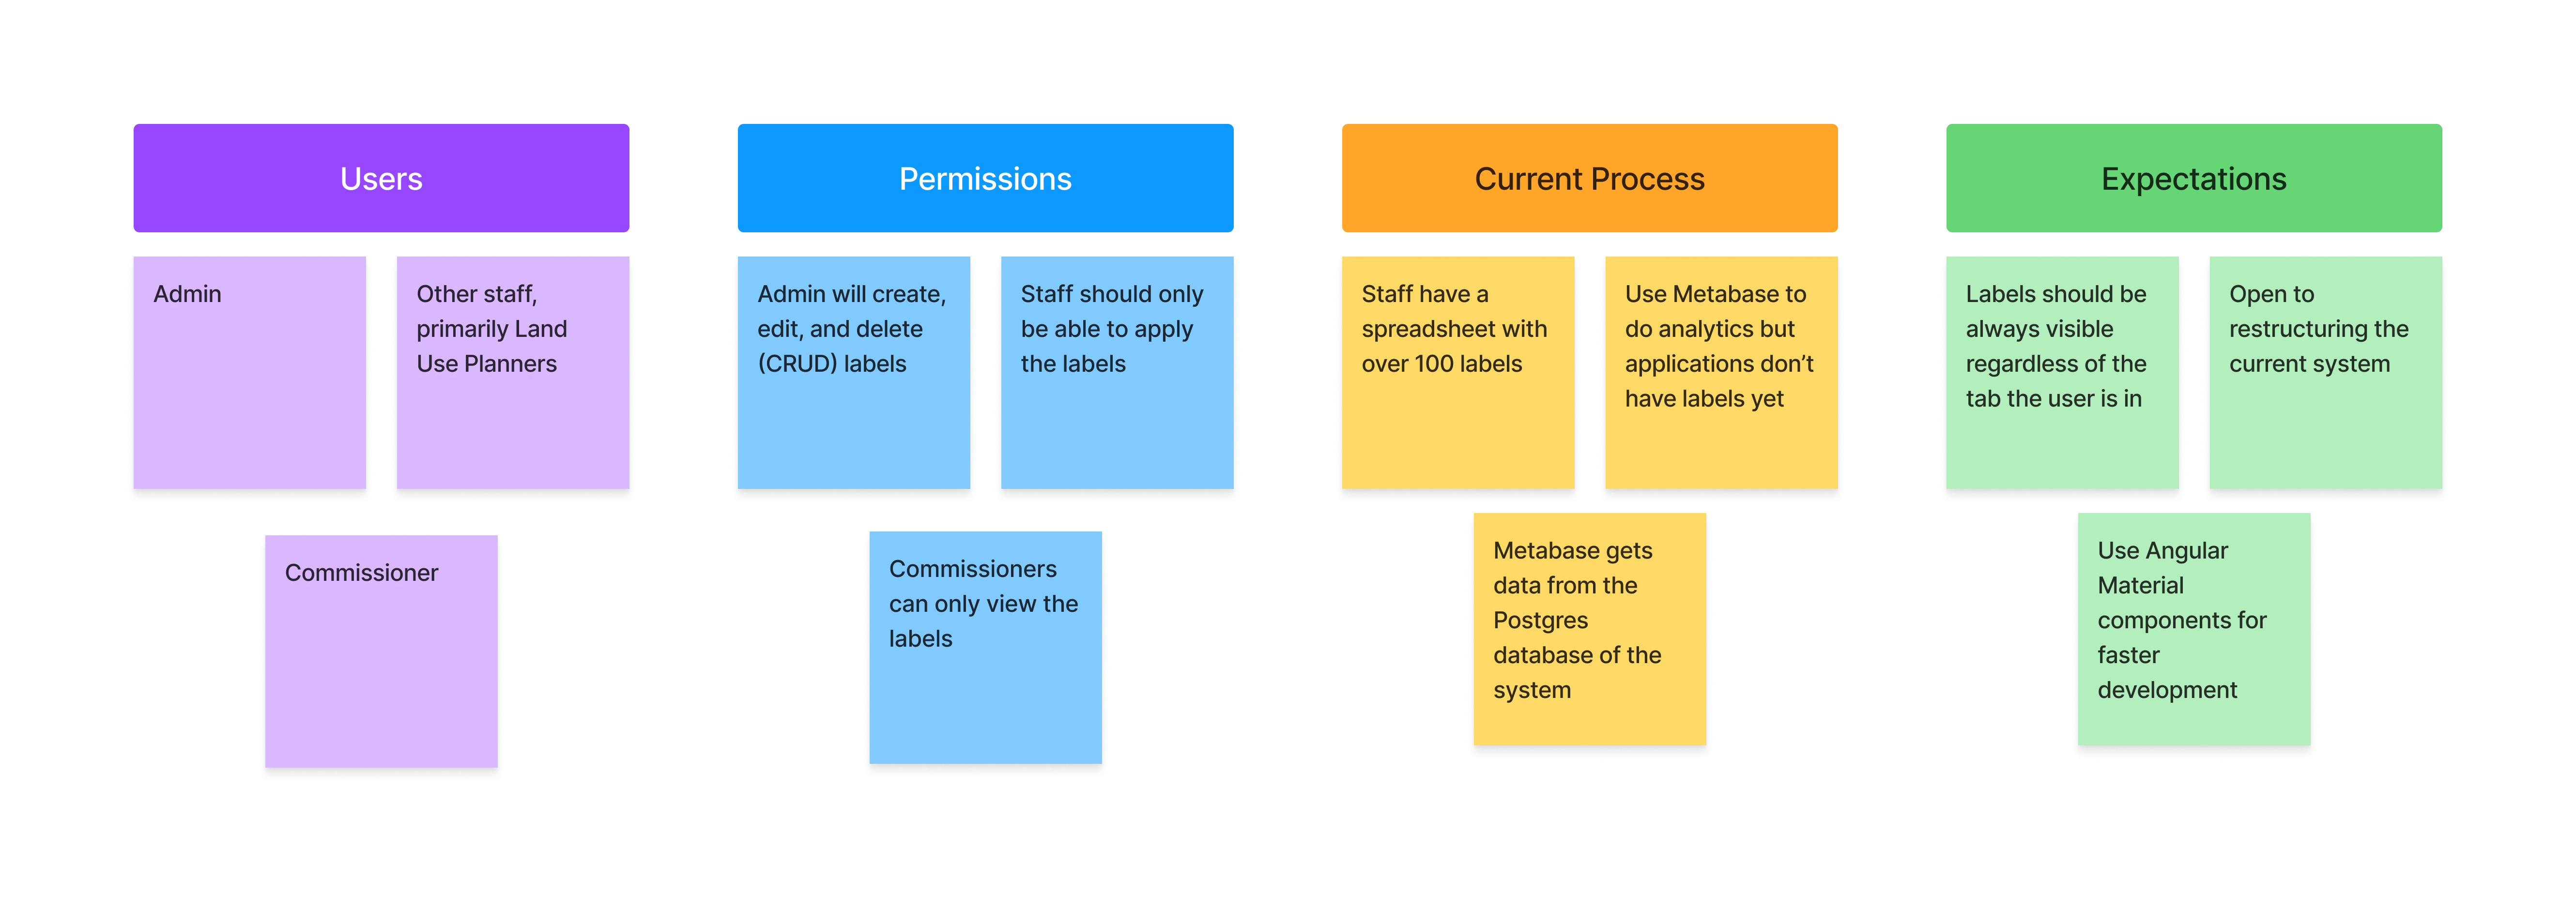 Users
Admin
Other staff,
primarily Land
Use Planners
Commissioner
Permissions
Admin will create,
edit, and delete
(CRUD) labels
Staff should only
be able to apply
the labels
Commissioners
can only view the
labels
Current Process
Staff have a
spreadsheet with
over 100 labels
Use Metabase to
do analytics but
applications don’t
have labels yet
Metabase gets
data from the
Postgres
database of the
system
Expectations
Labels should be
always visible
regardless of the
tab the user is in
Open to
restructuring the
current system
Use Angular
Material
components for
faster
development